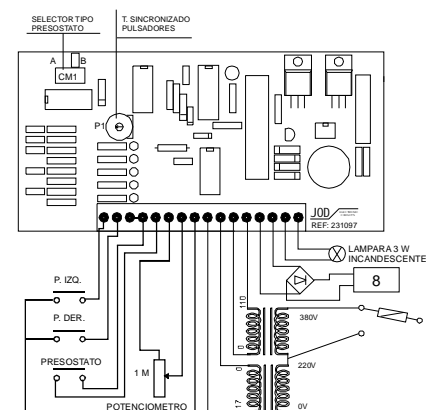 SELECTOR TIPO
PRESOSTATO
T. SINCRONIZADO
PULSADORES
A
B
CM1
P1
JOD
REF: 231097
LAMPARA 3 W
INCANDESCENTE
8
P. IZQ.
P. DER.
PRESOSTATO
1 M
POTENCIOMETRO
110
0
0
17
380V
220V
0V